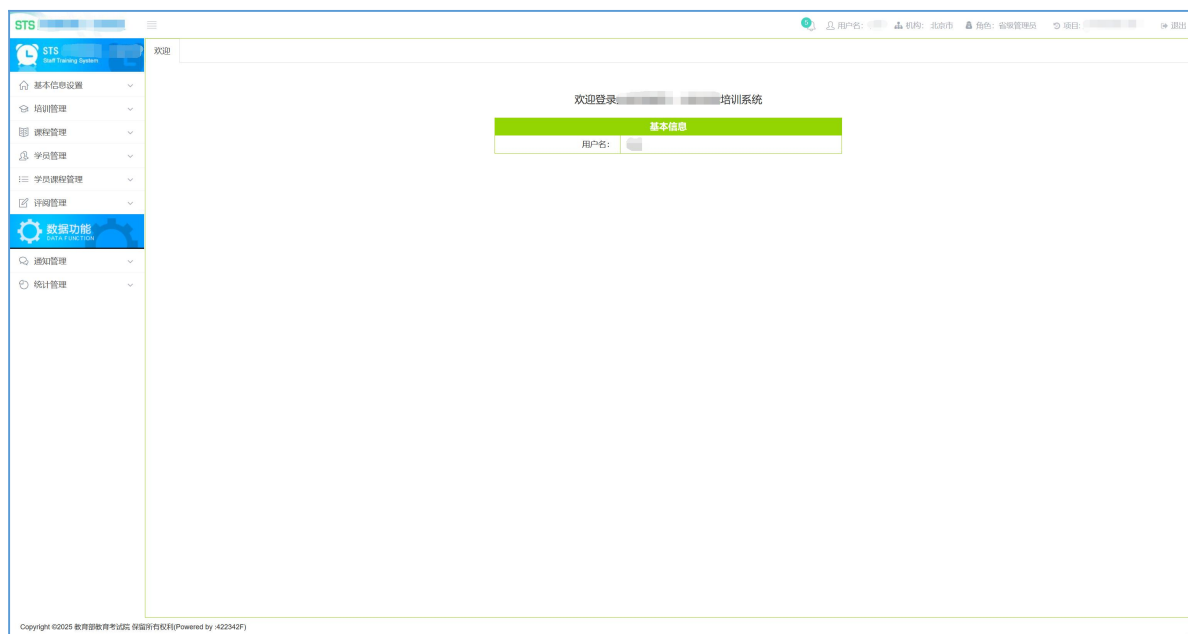 STS
5 用户名: 机构: 北京市 角色: 省级管理员 项目: 退出
STS
Staff Training System
欢迎
基本信息设置
培训管理
课程管理
学员管理
学员课程管理
评阅管理
数据功能
DATA FUNCTION
通知管理
统计管理
欢迎登录 培训系统
基本信息
用户名:
Copyright ©2025 教育部教育考试院 保留所有权利(Powered by :422342F)